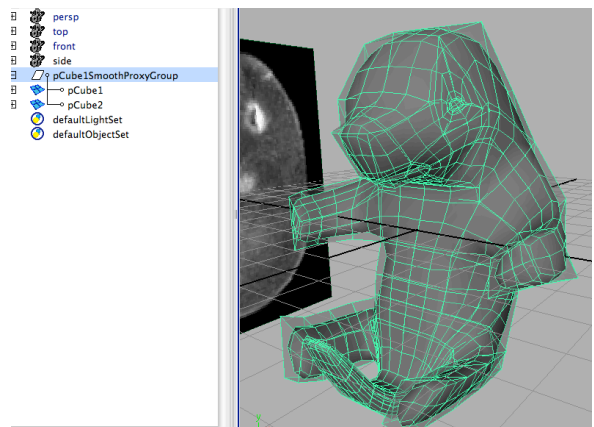 persp
top
front
side
pCube1SmoothProxyGroup
pCube1
pCube2
defaultLightSet
defaultObjectSet